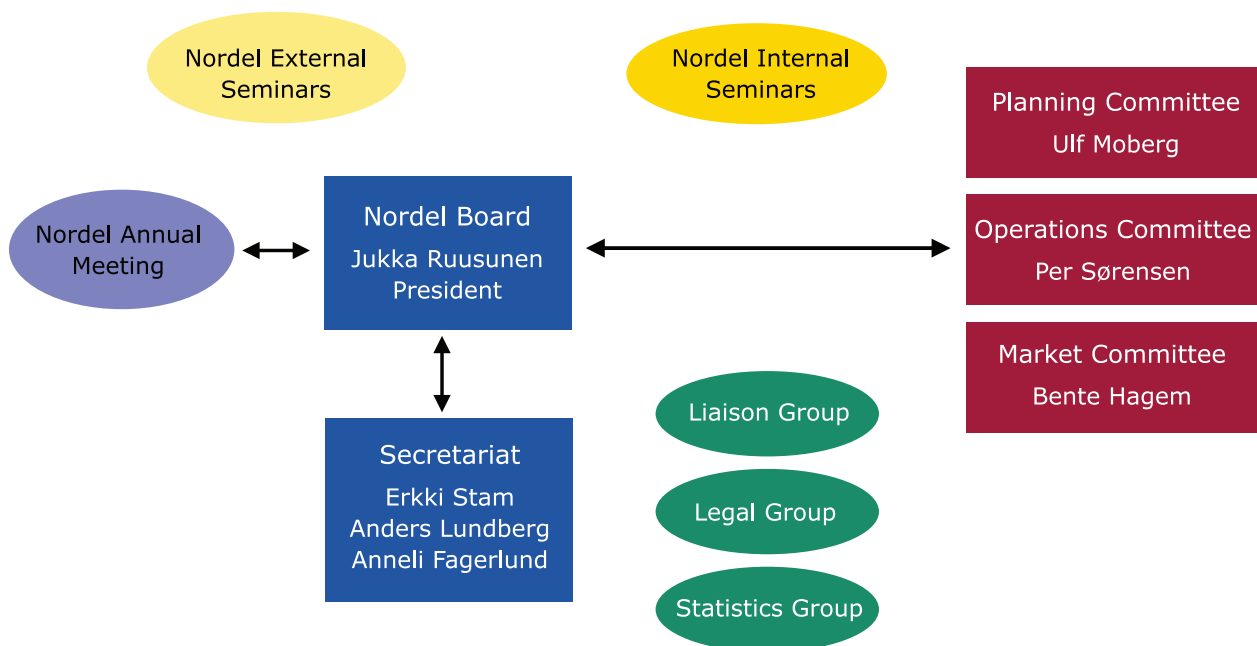 Nordel External
Seminars
Nordel Internal
Seminars
Planning Committee
Ulf Moberg
Nordel Annual
Meeting
Nordel Board
Jukka Ruusunen
President
Operations Committee
Per Sørensen
Market Committee
Bente Hagem
Secretariat
Erkki Stam
Anders Lundberg
Anneli Fagerlund
Liaison Group
Legal Group
Statistics Group